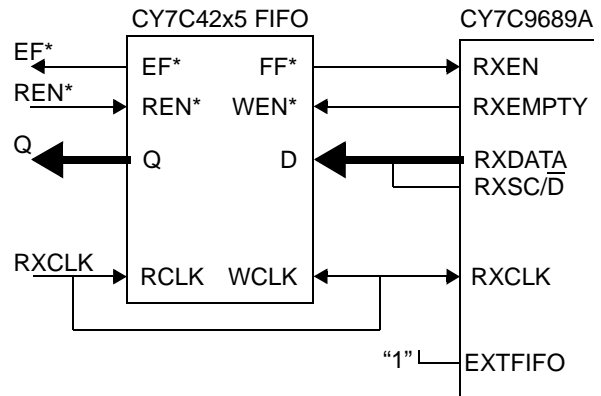 CY7C42x5 FIFO
CY7C9689A
EF*
EF*
FF*
RXEN
REN*
REN*
WEN*
RXEMPTY
Q
Q
D
RXDATA
RXSC/D̅
RXCLK
RCLK
WCLK
RXCLK
“1”
EXTFIFO